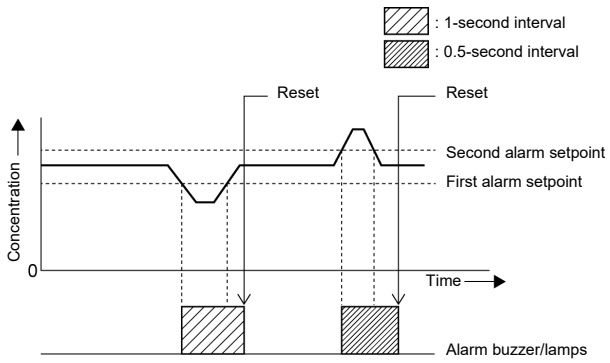 : 1-second interval
: 0.5-second interval
Reset
Reset
Second alarm setpoint
First alarm setpoint
Concentration
0
Time
Alarm buzzer/lamps